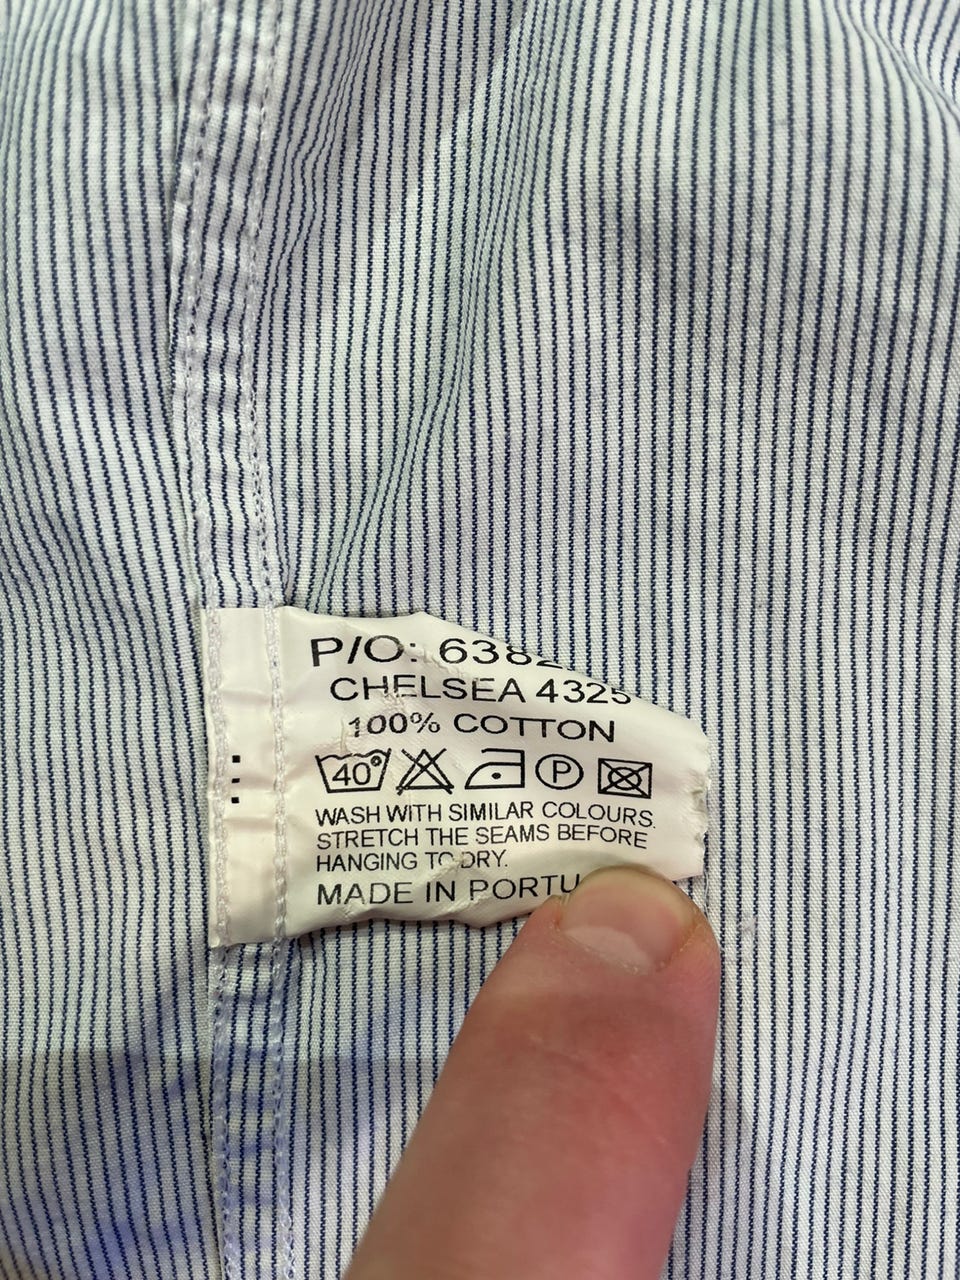 P/O: 6382
CHELSEA 4325
100% COTTON
40° P
WASH WITH SIMILAR COLOURS.
STRETCH THE SEAMS BEFORE
HANGING TO DRY.
MADE IN PORTU